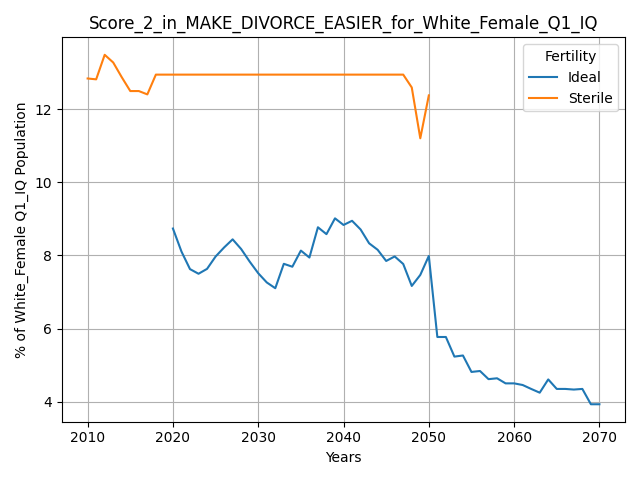 Score_2_in_MAKE_DIVORCE_EASIER_for_White_Female_Q1_IQ
Fertility
Ideal
Sterile
% of White_Female Q1_IQ Population
12
10
8
6
4
2010 2020 2030 2040 2050 2060 2070
Years